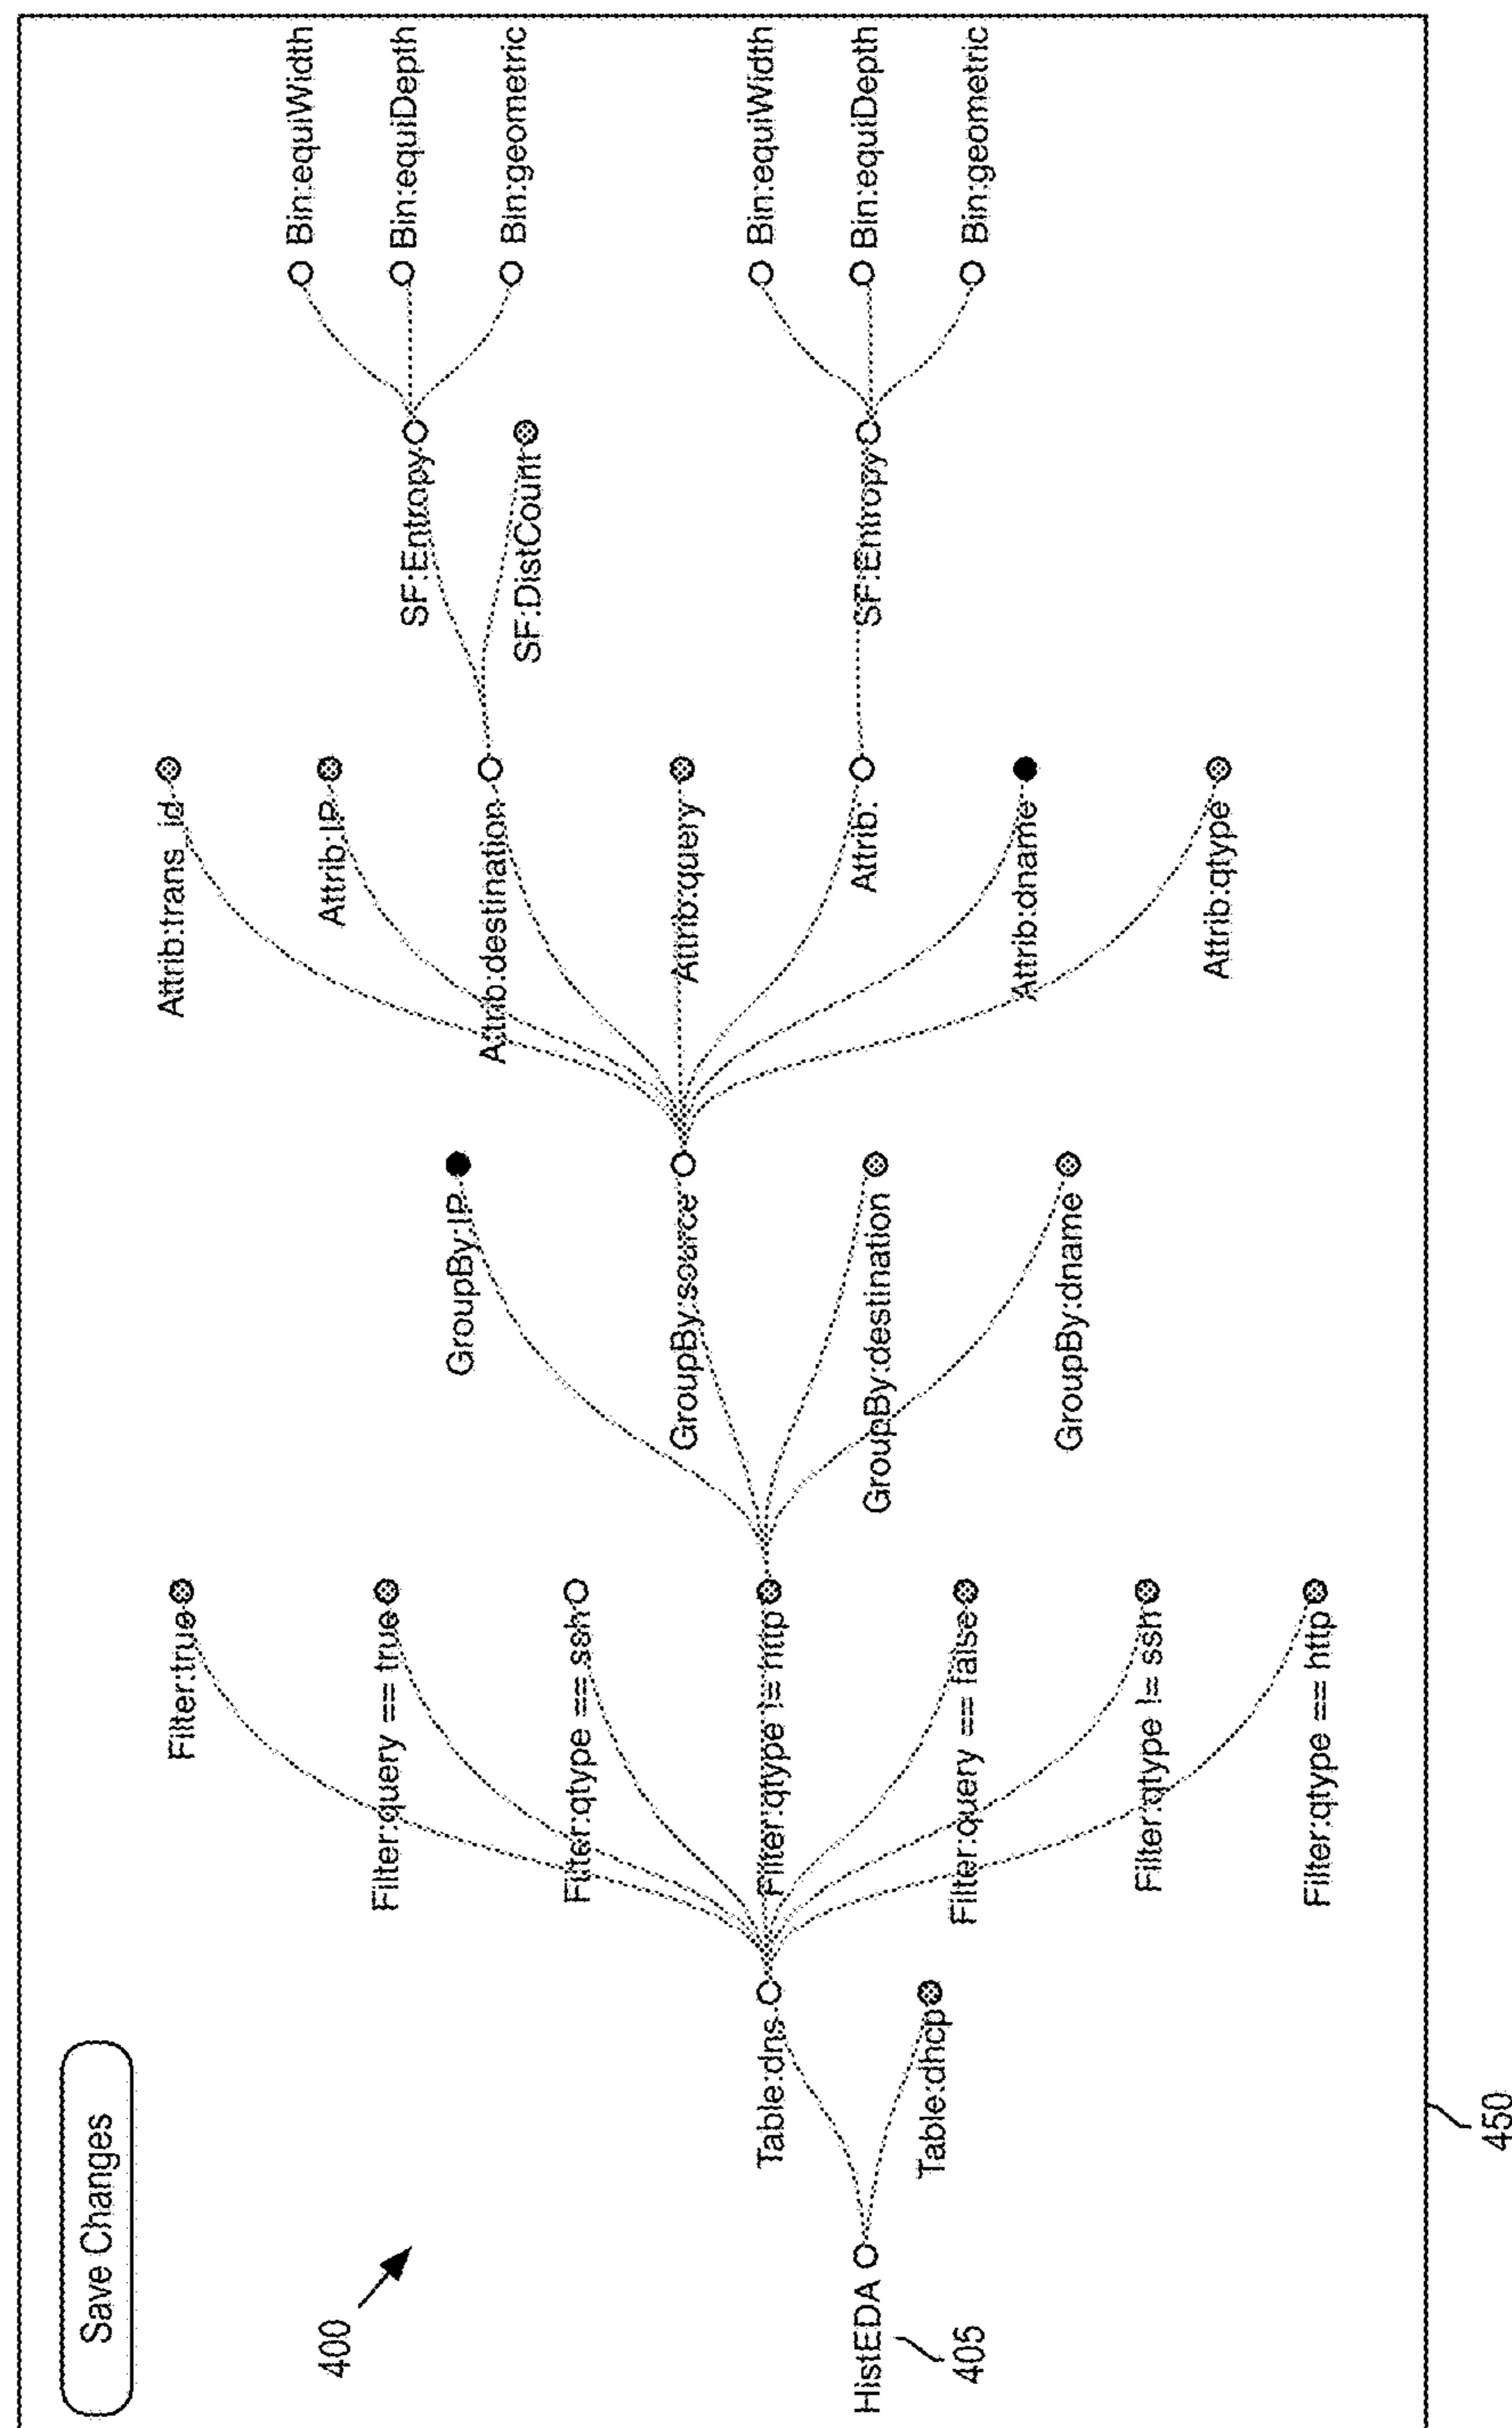 Save Changes
400
HistEDA
405
Table:dns
Table:dhcp
Filter:true
Filter:query == true
Filter:qtype == ssh
Filter:qtype != http
Filter:query == false
Filter:qtype != ssh
Filter:qtype == http
GroupBy:IP
GroupBy:source
GroupBy:destination
GroupBy:dname
Attrib:trans_id
Attrib:IP
Attrib:destination
Attrib:query
Attrib:
Attrib:dname
Attrib:qtype
SF:Entropy
SF:DistCount
SF:Entropy
Bin:equiWidth
Bin:equiDepth
Bin:geometric
Bin:equiWidth
Bin:equiDepth
Bin:geometric
450